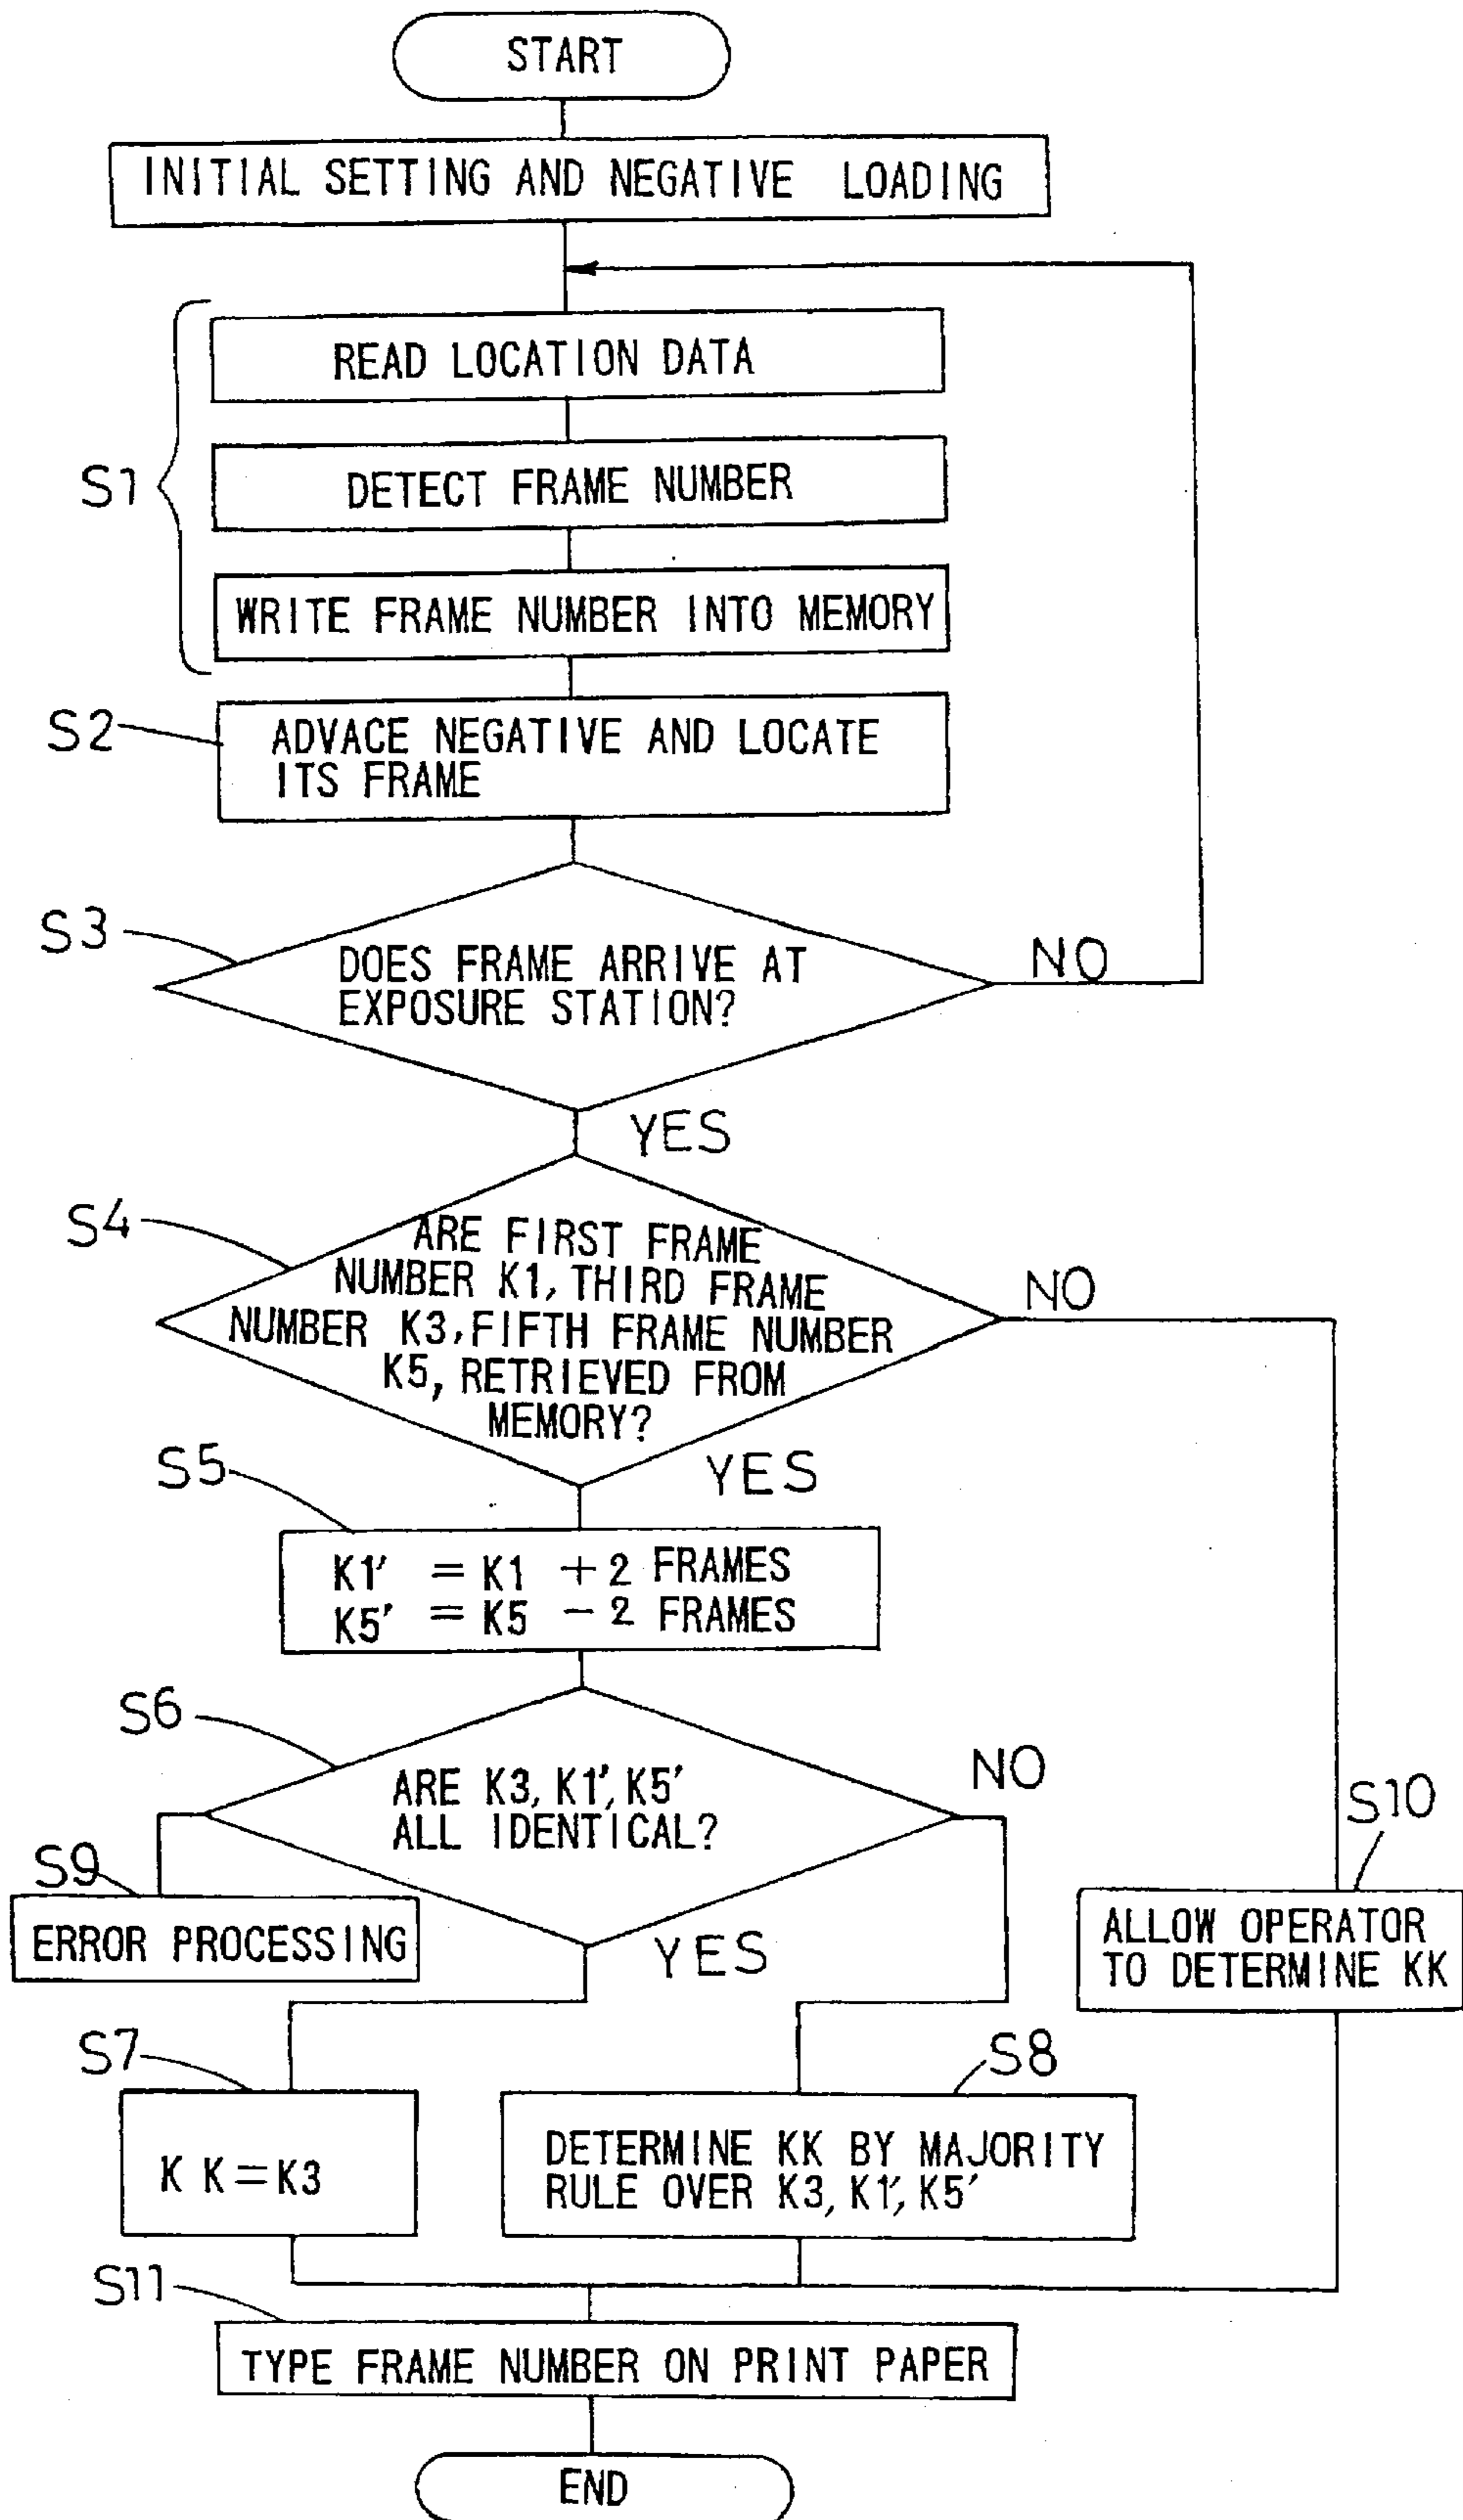 START
INITIAL SETTING AND NEGATIVE LOADING
READ LOCATION DATA
S1
DETECT FRAME NUMBER
WRITE FRAME NUMBER INTO MEMORY
S2
ADVACE NEGATIVE AND LOCATE
ITS FRAME
S3
DOES FRAME ARRIVE AT
EXPOSURE STATION?
NO
YES
S4
ARE FIRST FRAME
NUMBER K1, THIRD FRAME
NUMBER K3, FIFTH FRAME NUMBER
K5, RETRIEVED FROM
MEMORY?
NO
YES
S5
K1' = K1 + 2 FRAMES
K5' = K5 - 2 FRAMES
S6
ARE K3, K1', K5'
ALL IDENTICAL?
NO
S10
S9
ERROR PROCESSING
YES
ALLOW OPERATOR
TO DETERMINE KK
S7
S8
K K = K3
DETERMINE KK BY MAJORITY
RULE OVER K3, K1', K5'
S11
TYPE FRAME NUMBER ON PRINT PAPER
END